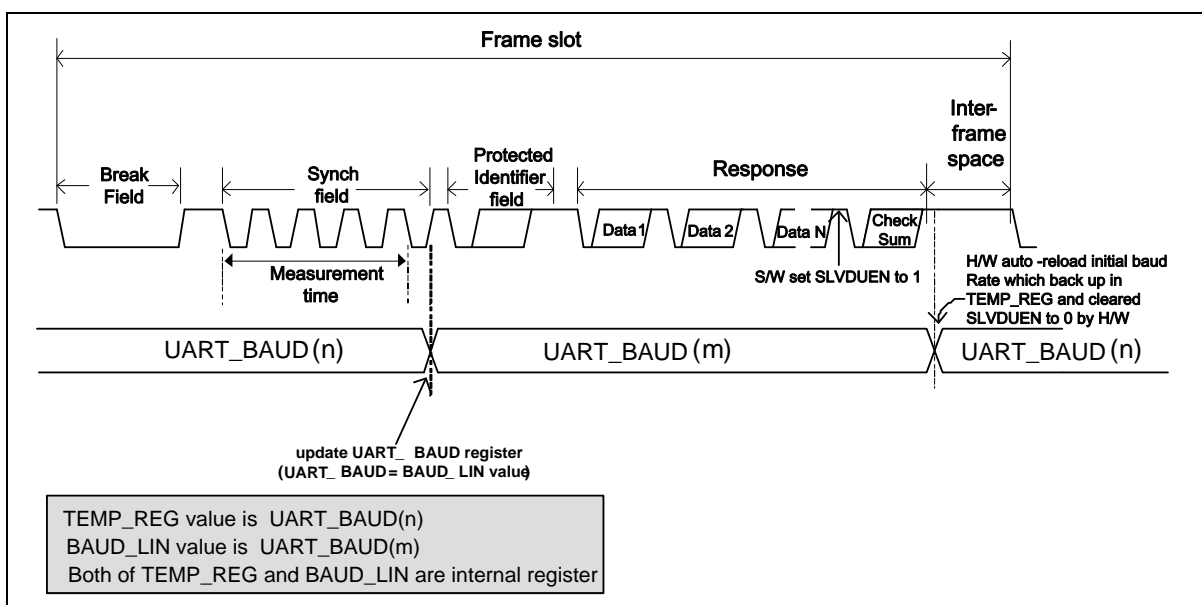 Frame slot
Inter-
frame
space
Break
Field
Synch
field
Protected
Identifier
field
Response
Data 1
Data 2
Data N
Check
Sum
Measurement
time
S/W set SLVDUEN to 1
H/W auto -reload initial baud
Rate which back up in
TEMP_REG and cleared
SLVDUEN to 0 by H/W
UART_BAUD (n)
UART_BAUD (m)
UART_BAUD (n)
update UART_ BAUD register
(UART_ BAUD = BAUD_ LIN value)
TEMP_REG value is UART_BAUD(n)
BAUD_LIN value is UART_BAUD(m)
Both of TEMP_REG and BAUD_LIN are internal register